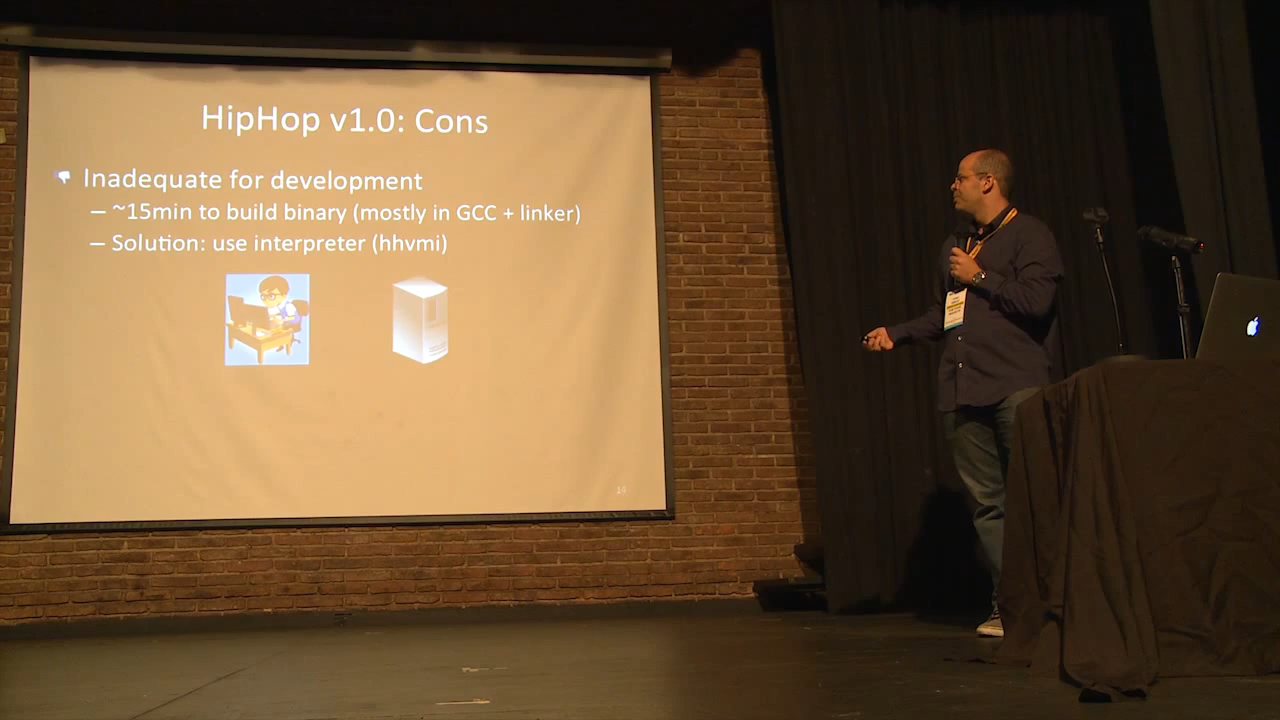 HipHop v1.0: Cons
Inadequate for development
– ~15min to build binary (mostly in GCC + linker)
– Solution: use interpreter (hhvmi)